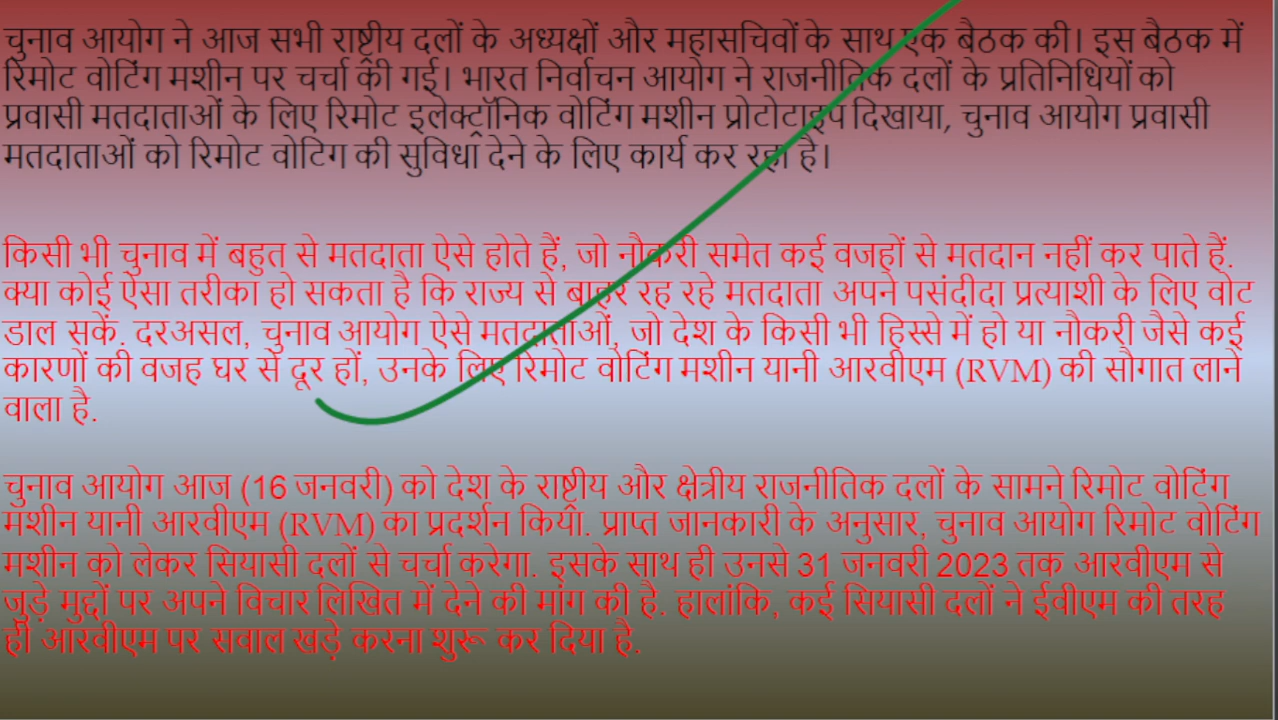 चुनाव आयोग ने आज सभी राष्ट्रीय दलों के अध्यक्षों और महासचिवों के साथ एक बैठक की। इस बैठक में
रिमोट वोटिंग मशीन पर चर्चा की गई। भारत निर्वाचन आयोग ने राजनीतिक दलों के प्रतिनिधियों को
प्रवासी मतदाताओं के लिए रिमोट इलेक्ट्रॉनिक वोटिंग मशीन प्रोटोटाइप दिखाया, चुनाव आयोग प्रवासी
मतदाताओं को रिमोट वोटिग की सुविधा देने के लिए कार्य कर रहा है।
किसी भी चुनाव में बहुत से मतदाता ऐसे होते हैं, जो नौकरी समेत कई वजहों से मतदान नहीं कर पाते हैं.
क्या कोई ऐसा तरीका हो सकता है कि राज्य से बाहर रह रहे मतदाता अपने पसंदीदा प्रत्याशी के लिए वोट
डाल सकें. दरअसल, चुनाव आयोग ऐसे मतदाताओं, जो देश के किसी भी हिस्से में हो या नौकरी जैसे कई
कारणों की वजह घर से दूर हों, उनके लिए रिमोट वोटिंग मशीन यानी आरवीएम (RVM) की सौगात लाने
वाला है.
चुनाव आयोग आज (16 जनवरी) को देश के राष्ट्रीय और क्षेत्रीय राजनीतिक दलों के सामने रिमोट वोटिंग
मशीन यानी आरवीएम (RVM) का प्रदर्शन किया. प्राप्त जानकारी के अनुसार, चुनाव आयोग रिमोट वोटिंग
मशीन को लेकर सियासी दलों से चर्चा करेगा. इसके साथ ही उनसे 31 जनवरी 2023 तक आरवीएम से
जुड़े मुद्दों पर अपने विचार लिखित में देने की मांग की है. हालांकि, कई सियासी दलों ने ईवीएम की तरह
ही आरवीएम पर सवाल खड़े करना शुरू कर दिया है.